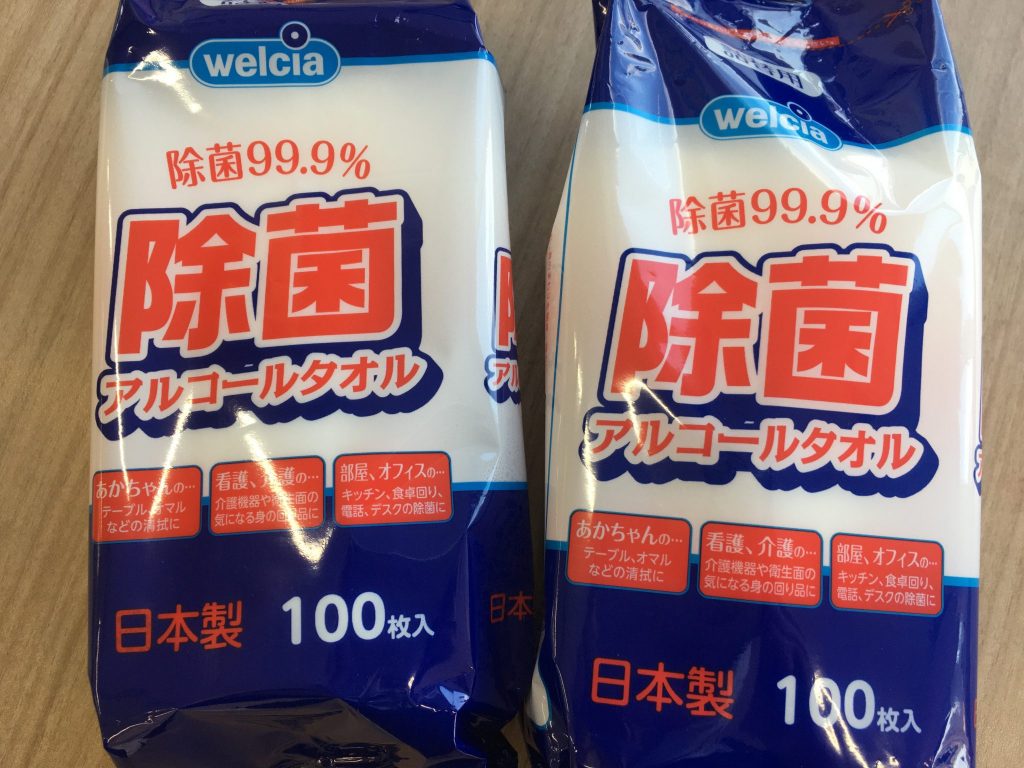 welcia
除菌99.9%
除菌
アルコールタオル
あかちゃんの…
テーブル、オマル
などの清拭に
看護、介護の…
介護機器や衛生面の
気になる身の回り品に
部屋、オフィスの…
キッチン、食卓回り、
電話、デスクの除菌に
日本製
100枚入
日本
詰替用
welcia
除菌99.9%
除菌
アルコールタオル
あかちゃんの…
テーブル、オマル
などの清拭に
看護、介護の…
介護機器や衛生面の
気になる身の回り品に
部屋、オフィスの…
キッチン、食卓回り、
電話、デスクの除菌に
日本製
100枚入